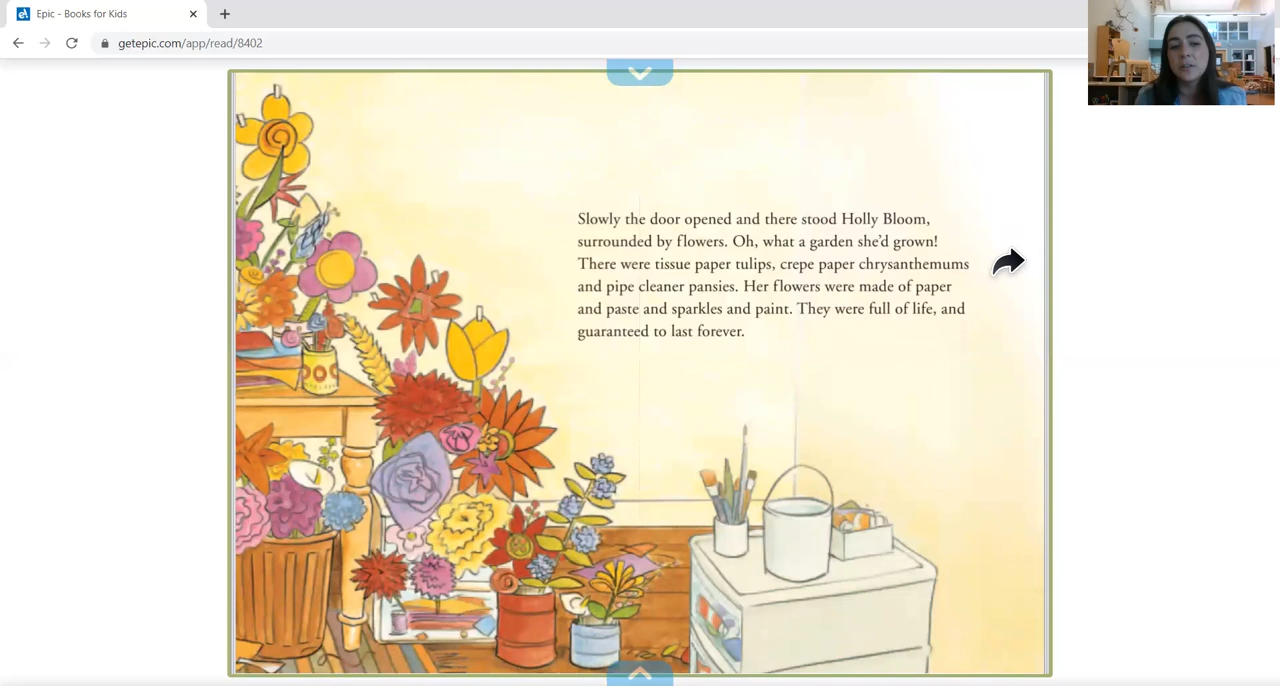 Epic - Books for Kids
getepic.com/app/read/8402
Slowly the door opened and there stood Holly Bloom,
surrounded by flowers. Oh, what a garden she'd grown!
There were tissue paper tulips, crepe paper chrysanthemums
and pipe cleaner pansies. Her flowers were made of paper
and paste and sparkles and paint. They were full of life, and
guaranteed to last forever.